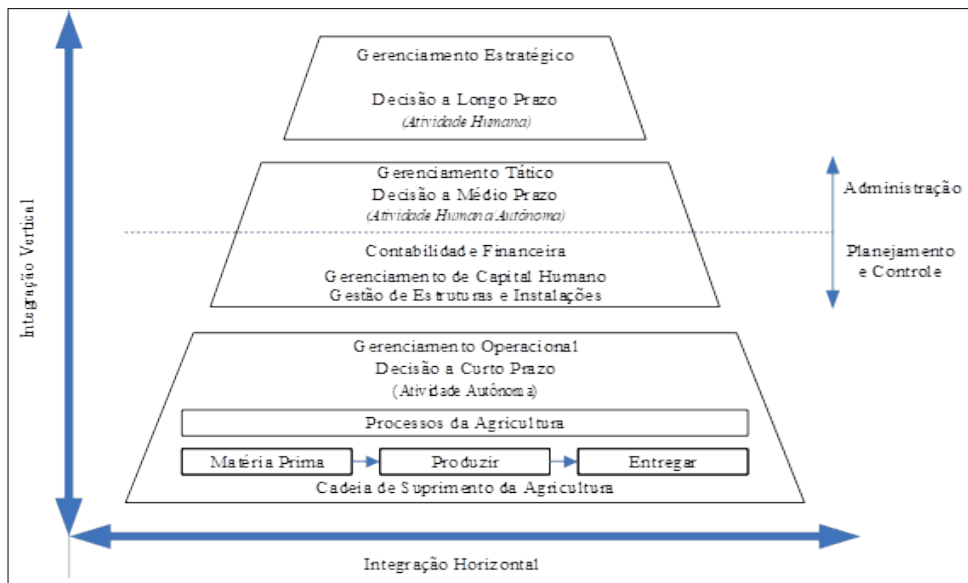 Gerenciamento Estratégico
Decisão a Longo Prazo
(Atividade Humana)
Gerenciamento Tático
Decisão a Médio Prazo
(Atividade Humana Autônoma)
Administração
Contabilidade Financeira
Gerenciamento de Capital Humano
Gestão de Estruturas e Instalações
Planejamento
e Controle
Integração Vertical
Gerenciamento Operacional
Decisão a Curto Prazo
(Atividade Autônoma)
Processos da Agricultura
Matéria Prima
Produzir
Entregar
Cadeia de Suprimento da Agricultura
Integração Horizontal